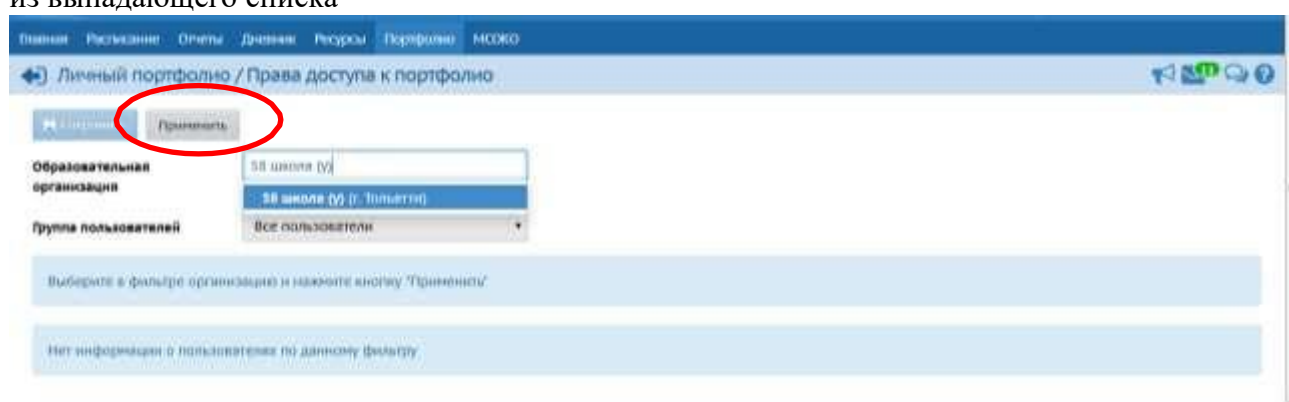 из выпадающего списка
Главная Расписание Отчеты Дневник Ресурсы Портфолио МСОКО
Личный портфолио / Права доступа к портфолио
Сохранить Применить
Образовательная 58 школа (у)
организация 58 школа (у) (г. Тольятти)
Группа пользователей Все пользователи
Выберите в фильтре организацию и нажмите кнопку "Применить"
Нет информации о пользователях по данному фильтру